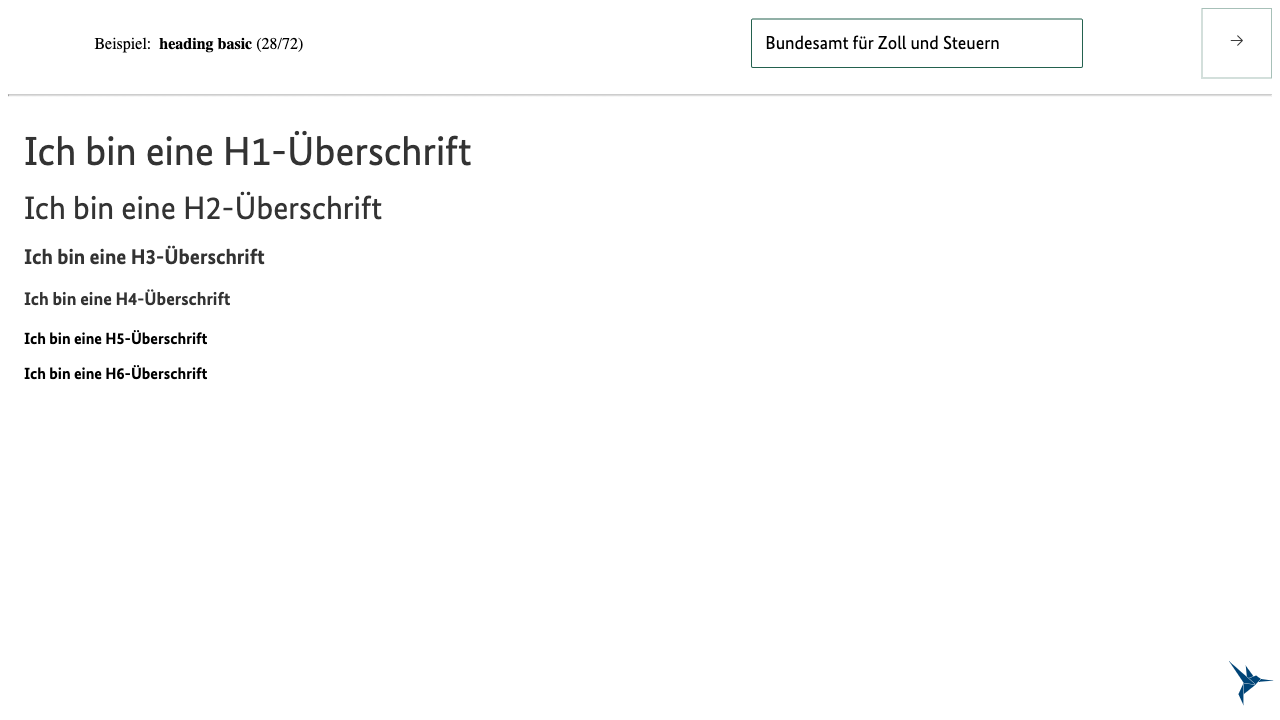 Beispiel: heading basic (28/72)
Bundesamt für Zoll und Steuern
→
Ich bin eine H1-Überschrift
Ich bin eine H2-Überschrift
Ich bin eine H3-Überschrift
Ich bin eine H4-Überschrift
Ich bin eine H5-Überschrift
Ich bin eine H6-Überschrift